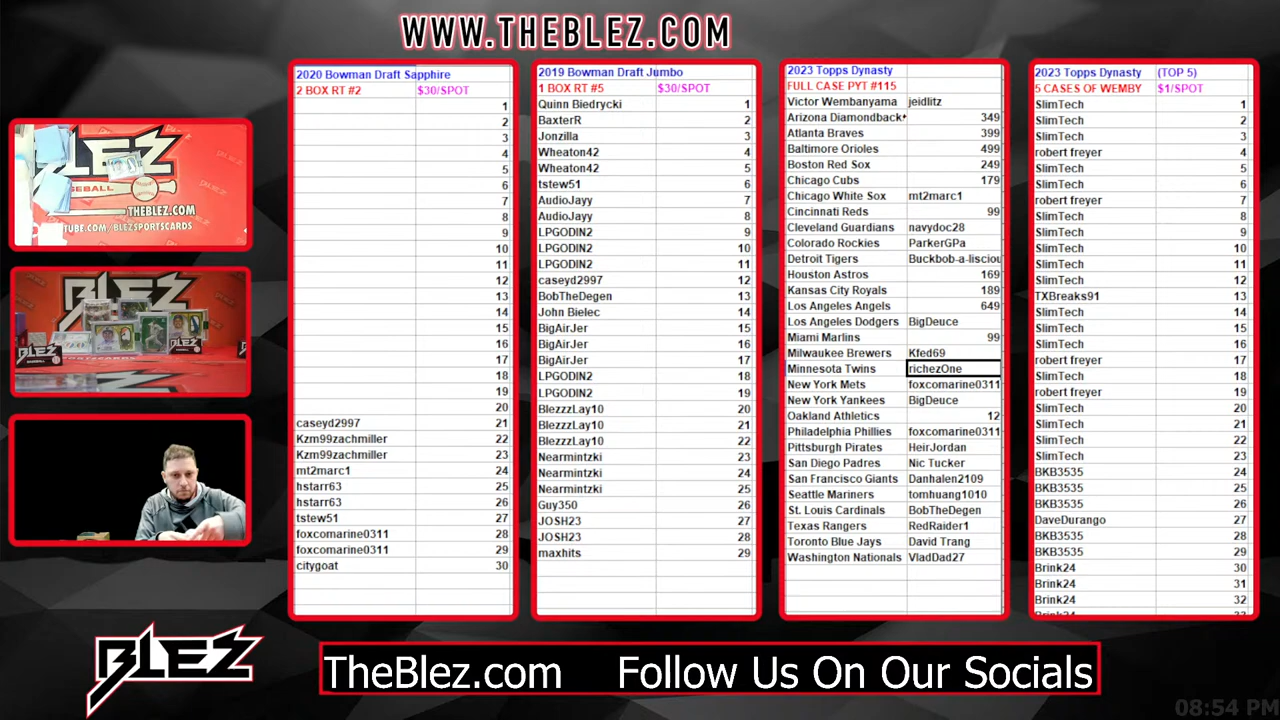 WWW.THEBLEZ.COM
BLEZ
BASEBALL
THEBLEZ.COM
TUBE.COM/BLEZSPORTSCARDS
BLEZ
BLEZ
BLEZ
2020 Bowman Draft Sapphire
2 BOX RT #2 $30/SPOT
1
2
3
4
5
6
7
8
9
10
11
12
13
14
15
16
17
18
19
20
caseyd2997 21
Kzm99zachmiller 22
Kzm99zachmiller 23
mt2marc1 24
hstarr63 25
hstarr63 26
tstew51 27
foxcomarine0311 28
foxcomarine0311 29
citygoat 30
2019 Bowman Draft Jumbo
1 BOX RT #5 $30/SPOT
Quinn Biedrycki 1
BaxterR 2
Jonzilla 3
Wheaton42 4
Wheaton42 5
tstew51 6
AudioJayy 7
AudioJayy 8
LPGODIN2 9
LPGODIN2 10
LPGODIN2 11
caseyd2997 12
BobTheDegen 13
John Bielec 14
BigAirJer 15
BigAirJer 16
BigAirJer 17
LPGODIN2 18
LPGODIN2 19
BlezzzLay10 20
BlezzzLay10 21
BlezzzLay10 22
Nearmintzki 23
Nearmintzki 24
Nearmintzki 25
Guy350 26
JOSH23 27
JOSH23 28
maxhits 29
2023 Topps Dynasty
FULL CASE PYT #115
Victor Wembanyama jeidlitz
Arizona Diamondback 349
Atlanta Braves 399
Baltimore Orioles 499
Boston Red Sox 249
Chicago Cubs 179
Chicago White Sox mt2marc1
Cincinnati Reds 99
Cleveland Guardians navydoc28
Colorado Rockies ParkerGPa
Detroit Tigers Buckbob-a-lisciou
Houston Astros 169
Kansas City Royals 189
Los Angeles Angels 649
Los Angeles Dodgers BigDeuce
Miami Marlins 99
Milwaukee Brewers Kfed69
Minnesota Twins richezOne
New York Mets foxcomarine0311
New York Yankees BigDeuce
Oakland Athletics 12
Philadelphia Phillies foxcomarine0311
Pittsburgh Pirates HeirJordan
San Diego Padres Nic Tucker
San Francisco Giants Danhalen2109
Seattle Mariners tomhuang1010
St. Louis Cardinals BobTheDegen
Texas Rangers RedRaider1
Toronto Blue Jays David Trang
Washington Nationals VladDad27
2023 Topps Dynasty (TOP 5)
5 CASES OF WEMBY $1/SPOT
SlimTech 1
SlimTech 2
SlimTech 3
robert freyer 4
SlimTech 5
SlimTech 6
robert freyer 7
SlimTech 8
SlimTech 9
SlimTech 10
SlimTech 11
SlimTech 12
TXBreaks91 13
SlimTech 14
SlimTech 15
SlimTech 16
robert freyer 17
SlimTech 18
robert freyer 19
SlimTech 20
SlimTech 21
SlimTech 22
SlimTech 23
BKB3535 24
BKB3535 25
BKB3535 26
DaveDurango 27
BKB3535 28
BKB3535 29
Brink24 30
Brink24 31
Brink24 32
Brink24 33
BLEZ
TheBlez.com Follow Us On Our Socials
08:54 PM